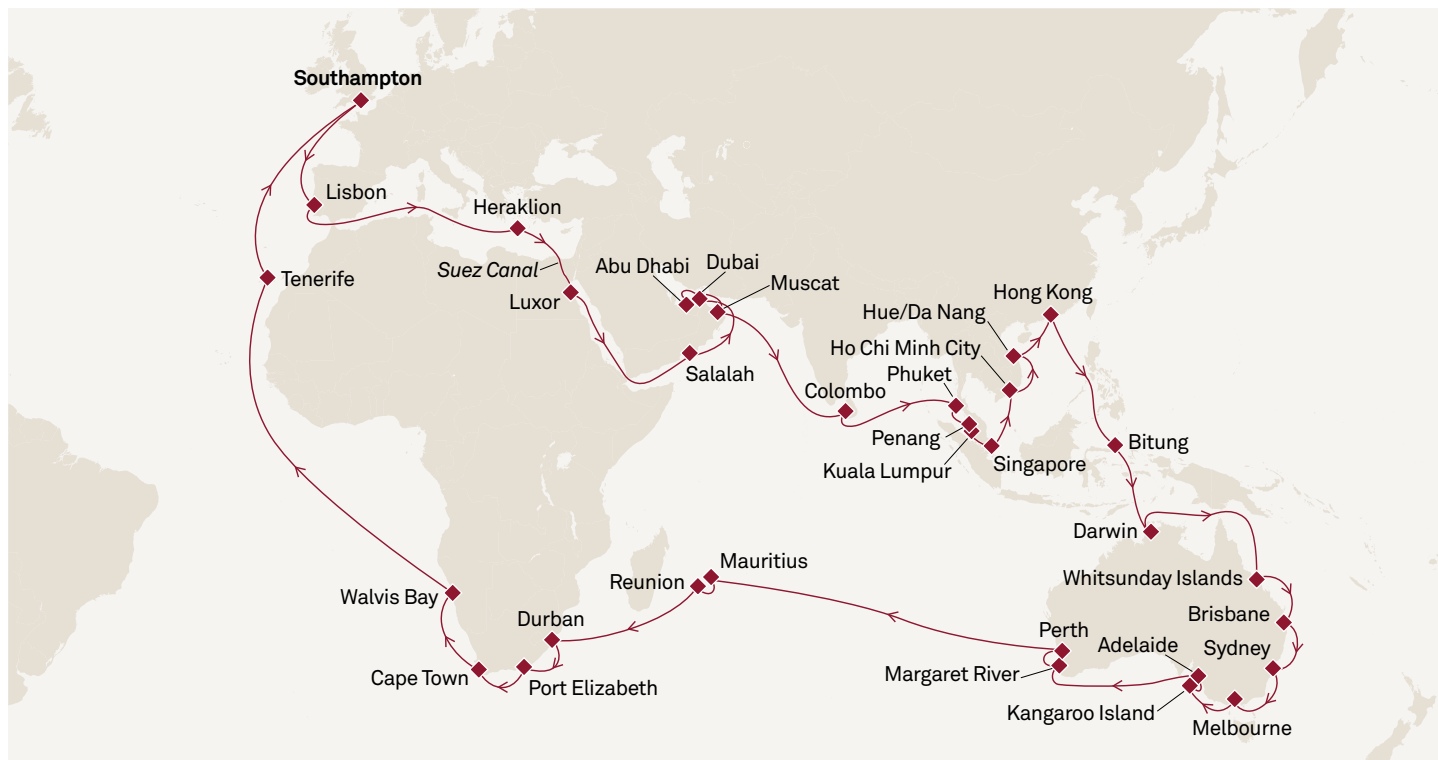 Southampton
Lisbon
Heraklion
Suez Canal
Luxor
Tenerife
Abu Dhabi
Dubai
Muscat
Salalah
Colombo
Hong Kong
Hue/Da Nang
Ho Chi Minh City
Phuket
Penang
Kuala Lumpur
Singapore
Bitung
Darwin
Whitsunday Islands
Brisbane
Sydney
Adelaide
Perth
Margaret River
Kangaroo Island
Melbourne
Mauritius
Reunion
Durban
Walvis Bay
Cape Town
Port Elizabeth